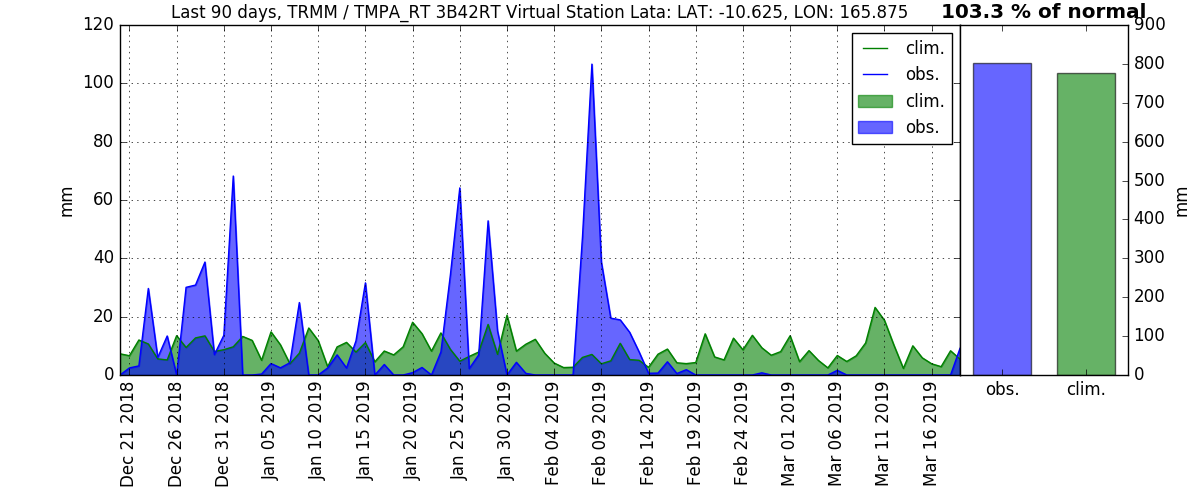 Last 90 days, TRMM / TMPA_RT 3B42RT Virtual Station Lata: LAT: -10.625, LON: 165.875
103.3 % of normal
120
100
80
60
40
20
0
mm
clim.
obs.
clim.
obs.
Dec 21 2018
Dec 26 2018
Dec 31 2018
Jan 05 2019
Jan 10 2019
Jan 15 2019
Jan 20 2019
Jan 25 2019
Jan 30 2019
Feb 04 2019
Feb 09 2019
Feb 14 2019
Feb 19 2019
Feb 24 2019
Mar 01 2019
Mar 06 2019
Mar 11 2019
Mar 16 2019
900
800
700
600
500
400
300
200
100
0
mm
obs.
clim.